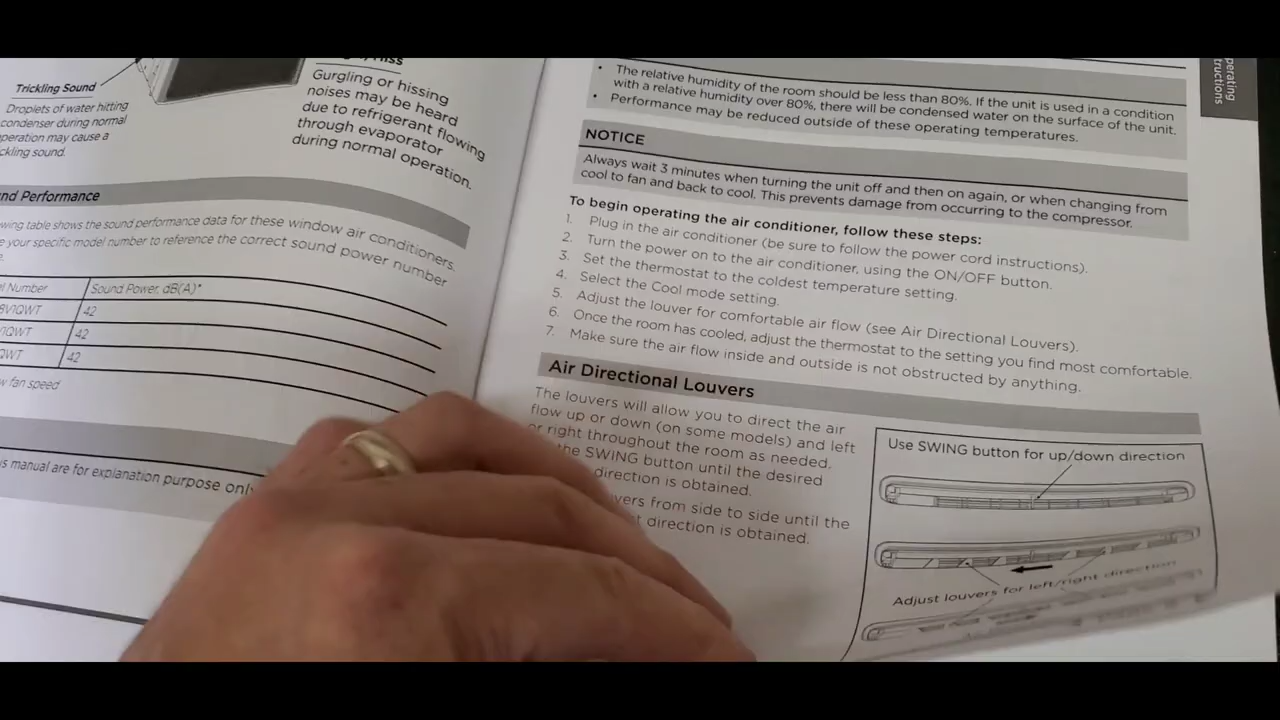 Trickling Sound
Droplets of water hitting
condenser during normal
peration may cause a
ckling sound.
Gurgling or hissing
noises may be heard
due to refrigerant flowing
through evaporator
during normal operation.
nd Performance
wing table shows the sound performance data for these window air conditioners.
e your specific model number to reference the correct sound power number
e.
el Number
Sound Power, dB(A)*
8V1QWT
42
V1QWT
42
QWT
42
w fan speed
is manual are for explanation purpose only
perating
tructions
• The relative humidity of the room should be less than 80%. If the unit is used in a condition
with a relative humidity over 80%, there will be condensed water on the surface of the unit.
• Performance may be reduced outside of these operating temperatures.
NOTICE
Always wait 3 minutes when turning the unit off and then on again, or when changing from
cool to fan and back to cool. This prevents damage from occurring to the compressor.
To begin operating the air conditioner, follow these steps:
1. Plug in the air conditioner (be sure to follow the power cord instructions).
2. Turn the power on to the air conditioner, using the ON/OFF button.
3. Set the thermostat to the coldest temperature setting.
4. Select the Cool mode setting.
5. Adjust the louver for comfortable air flow (see Air Directional Louvers).
6. Once the room has cooled, adjust the thermostat to the setting you find most comfortable.
7. Make sure the air flow inside and outside is not obstructed by anything.
Air Directional Louvers
The louvers will allow you to direct the air
flow up or down (on some models) and left
or right throughout the room as needed.
the SWING button until the desired
direction is obtained.
vers from side to side until the
t direction is obtained.
Use SWING button for up/down direction
Adjust louvers for left/right direction